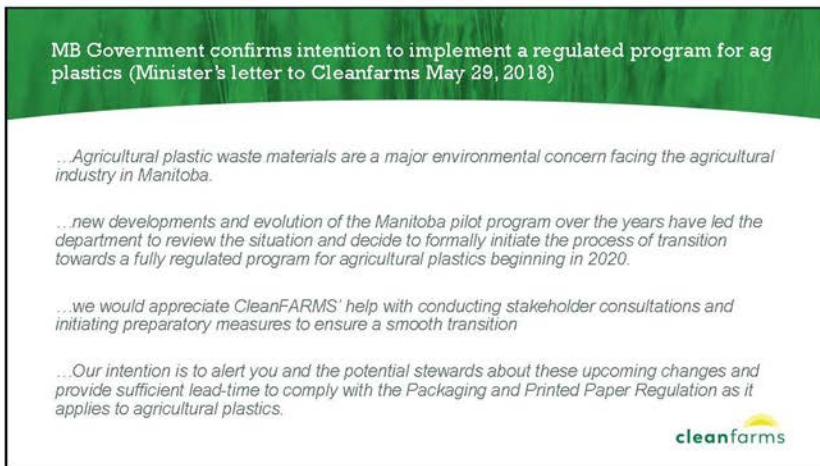 MB Government confirms intention to implement a regulated program for ag
plastics (Minister's letter to Cleanfarms May 29, 2018)
…Agricultural plastic waste materials are a major environmental concern facing the agricultural
industry in Manitoba.
…new developments and evolution of the Manitoba pilot program over the years have led the
department to review the situation and decide to formally initiate the process of transition
towards a fully regulated program for agricultural plastics beginning in 2020.
…we would appreciate CleanFARMS' help with conducting stakeholder consultations and
initiating preparatory measures to ensure a smooth transition
…Our intention is to alert you and the potential stewards about these upcoming changes and
provide sufficient lead-time to comply with the Packaging and Printed Paper Regulation as it
applies to agricultural plastics.
cleanfarms